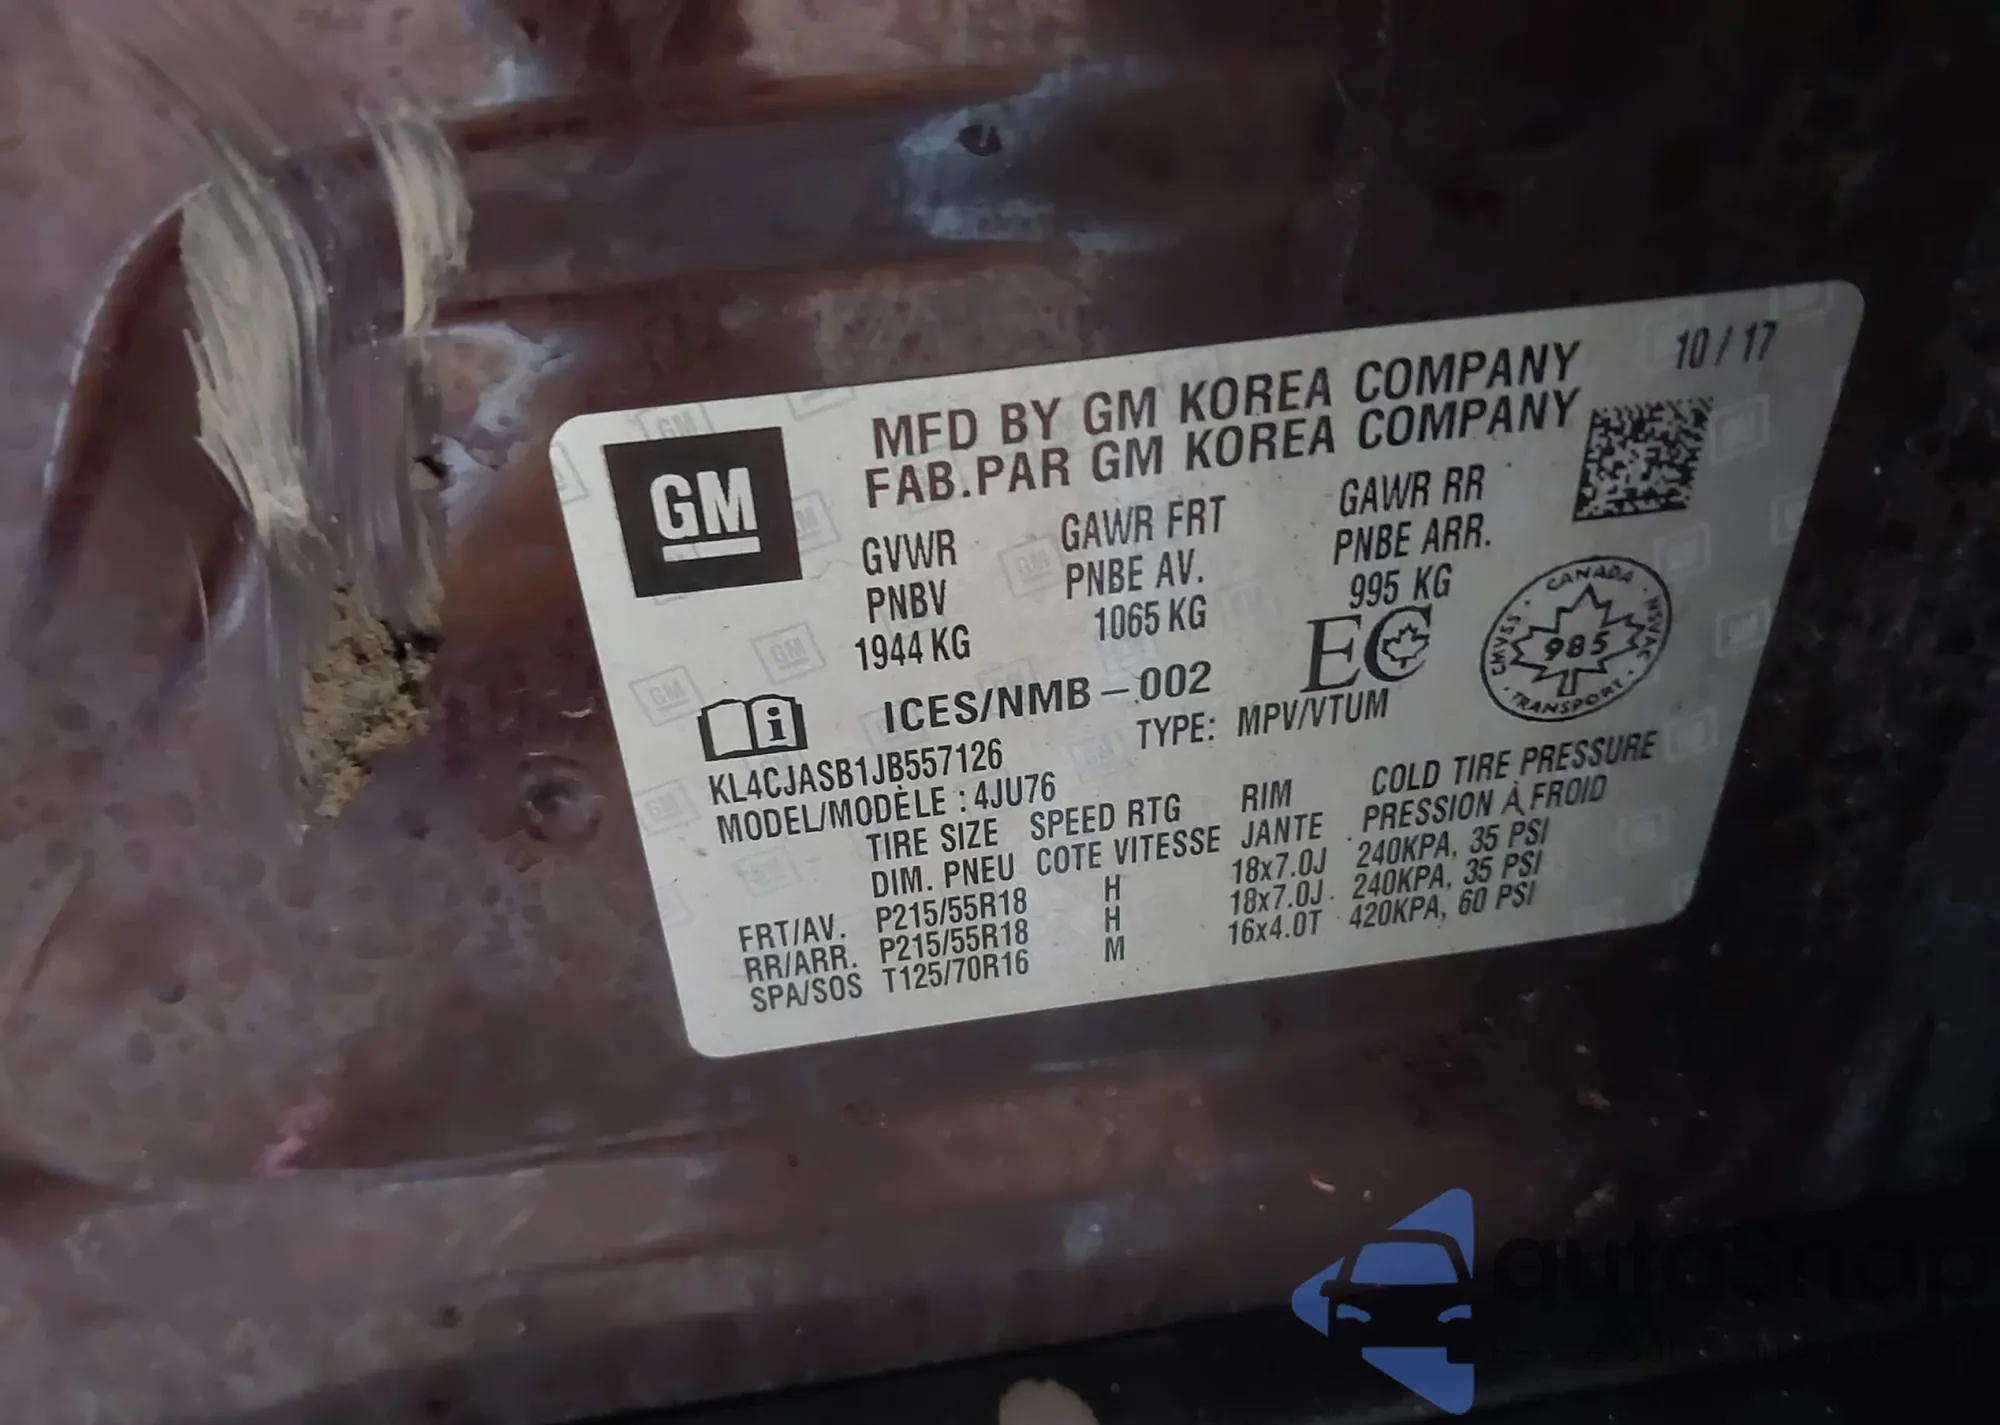 10/17
MFD BY GM KOREA COMPANY
FAB.PAR GM KOREA COMPANY
GM
GVWR GAWR FRT GAWR RR
PNBV PNBE AV. PNBE ARR.
1944 KG 1065 KG 995 KG
ICES/NMB-002 EC
CANADA
CMVSS 985 NSVAC
TRANSPORT
KL4CJASB1JB557126 TYPE: MPV/VTUM
MODEL/MODÈLE : 4JU76
TIRE SIZE SPEED RTG RIM COLD TIRE PRESSURE
DIM. PNEU COTE VITESSE JANTE PRESSION À FROID
FRT/AV. P215/55R18 H 18x7.0J 240KPA, 35 PSI
RR/ARR. P215/55R18 H 18x7.0J 240KPA, 35 PSI
SPA/SOS T125/70R16 M 16x4.0T 420KPA, 60 PSI
autoSnap